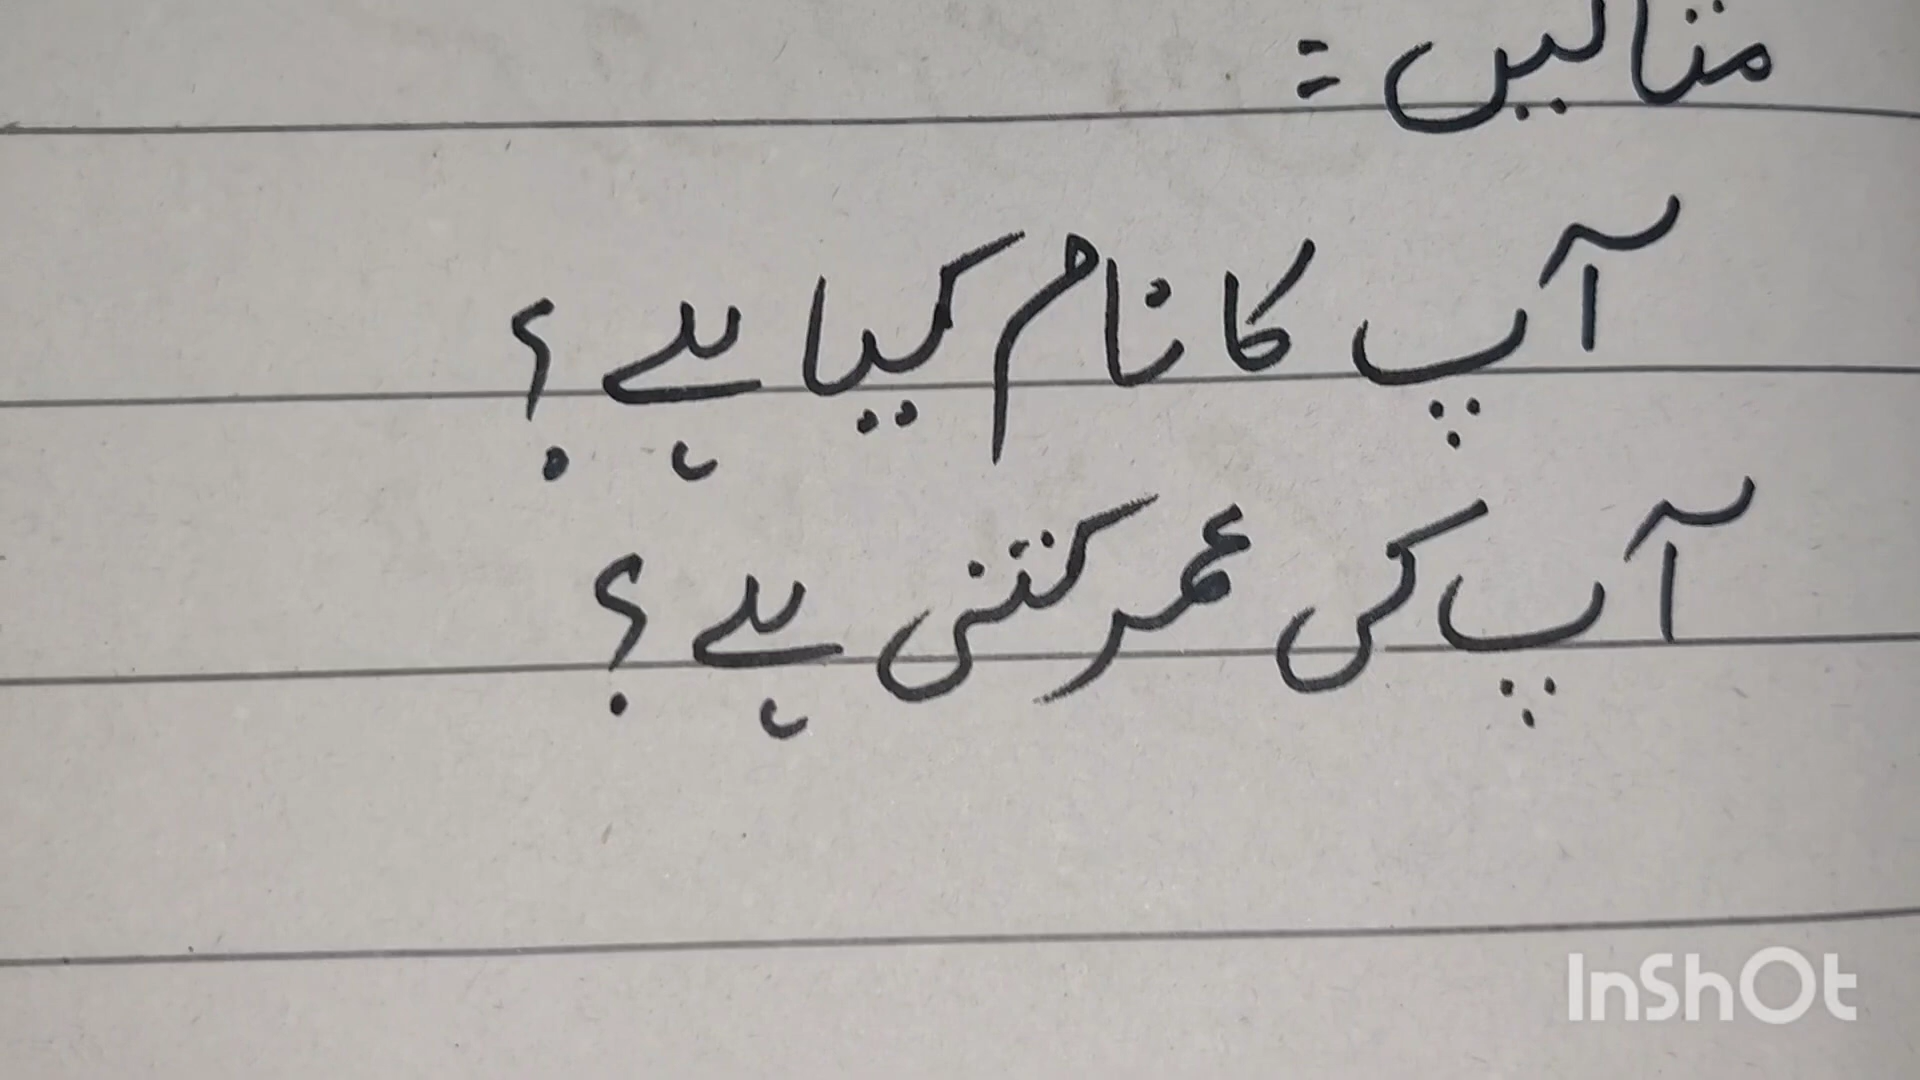 مثالیں :
آپ کا نام کیا ہے ؟
آپ کی عمر کتنی ہے ؟
InShOt